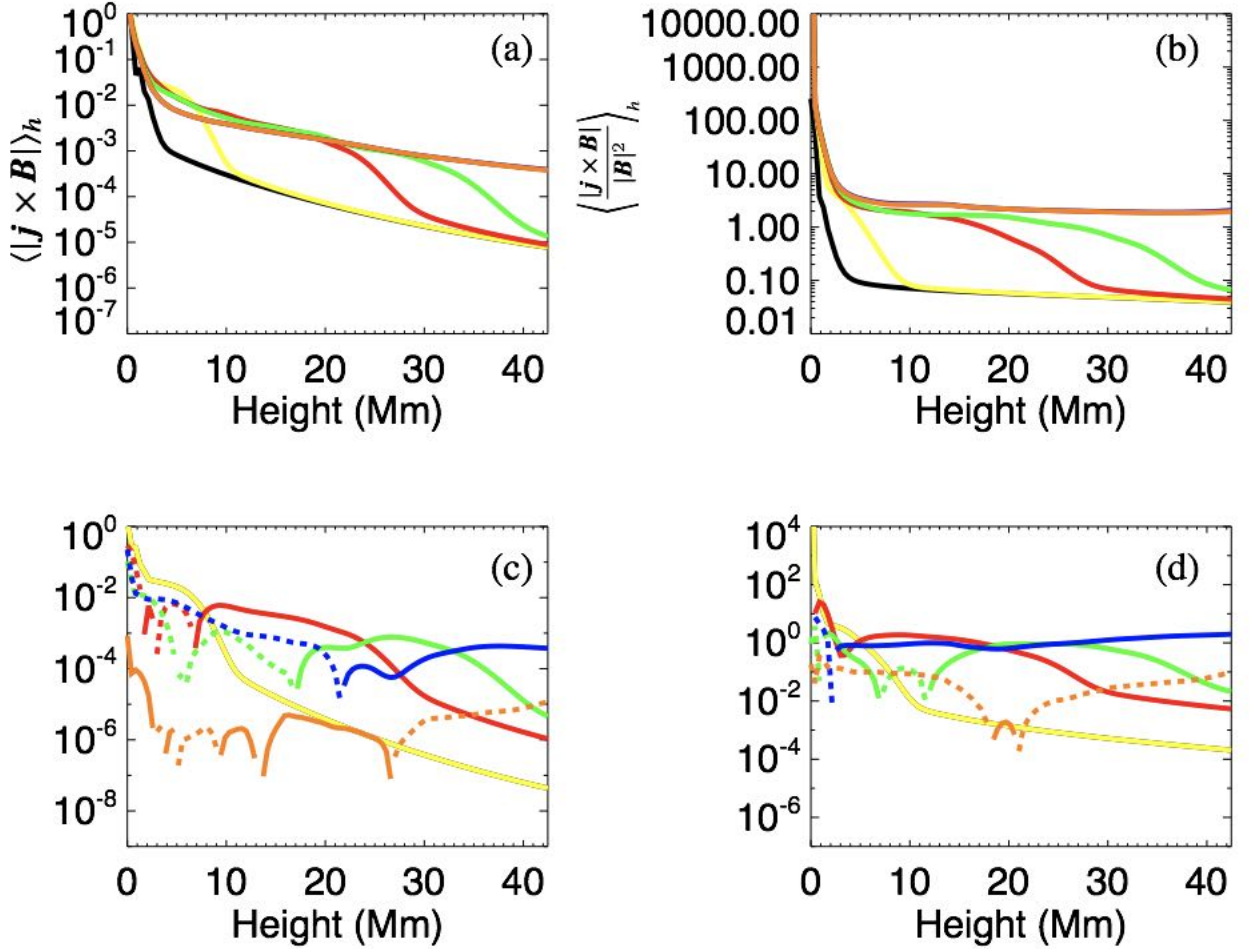 (a)
10^0
10^-1
10^-2
10^-3
10^-4
10^-5
10^-6
10^-7
⟨|j × B|⟩_h
0 10 20 30 40
Height (Mm)
(b)
10000.00
1000.00
100.00
10.00
1.00
0.10
0.01
⟨|j × B| / |B|^2⟩_h
0 10 20 30 40
Height (Mm)
(c)
10^0
10^-2
10^-4
10^-6
10^-8
0 10 20 30 40
Height (Mm)
(d)
10^4
10^2
10^0
10^-2
10^-4
10^-6
0 10 20 30 40
Height (Mm)